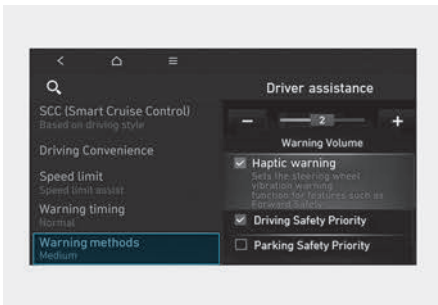 Driver assistance
SCC (Smart Cruise Control)
Based on driving style
Driving Convenience
Speed limit
Speed limit assist
Warning timing
Normal
Warning methods
Medium
2
Warning Volume
Haptic warning
Sets the steering wheel
vibration warning
function for features such as
Forward Safety
Driving Safety Priority
Parking Safety Priority